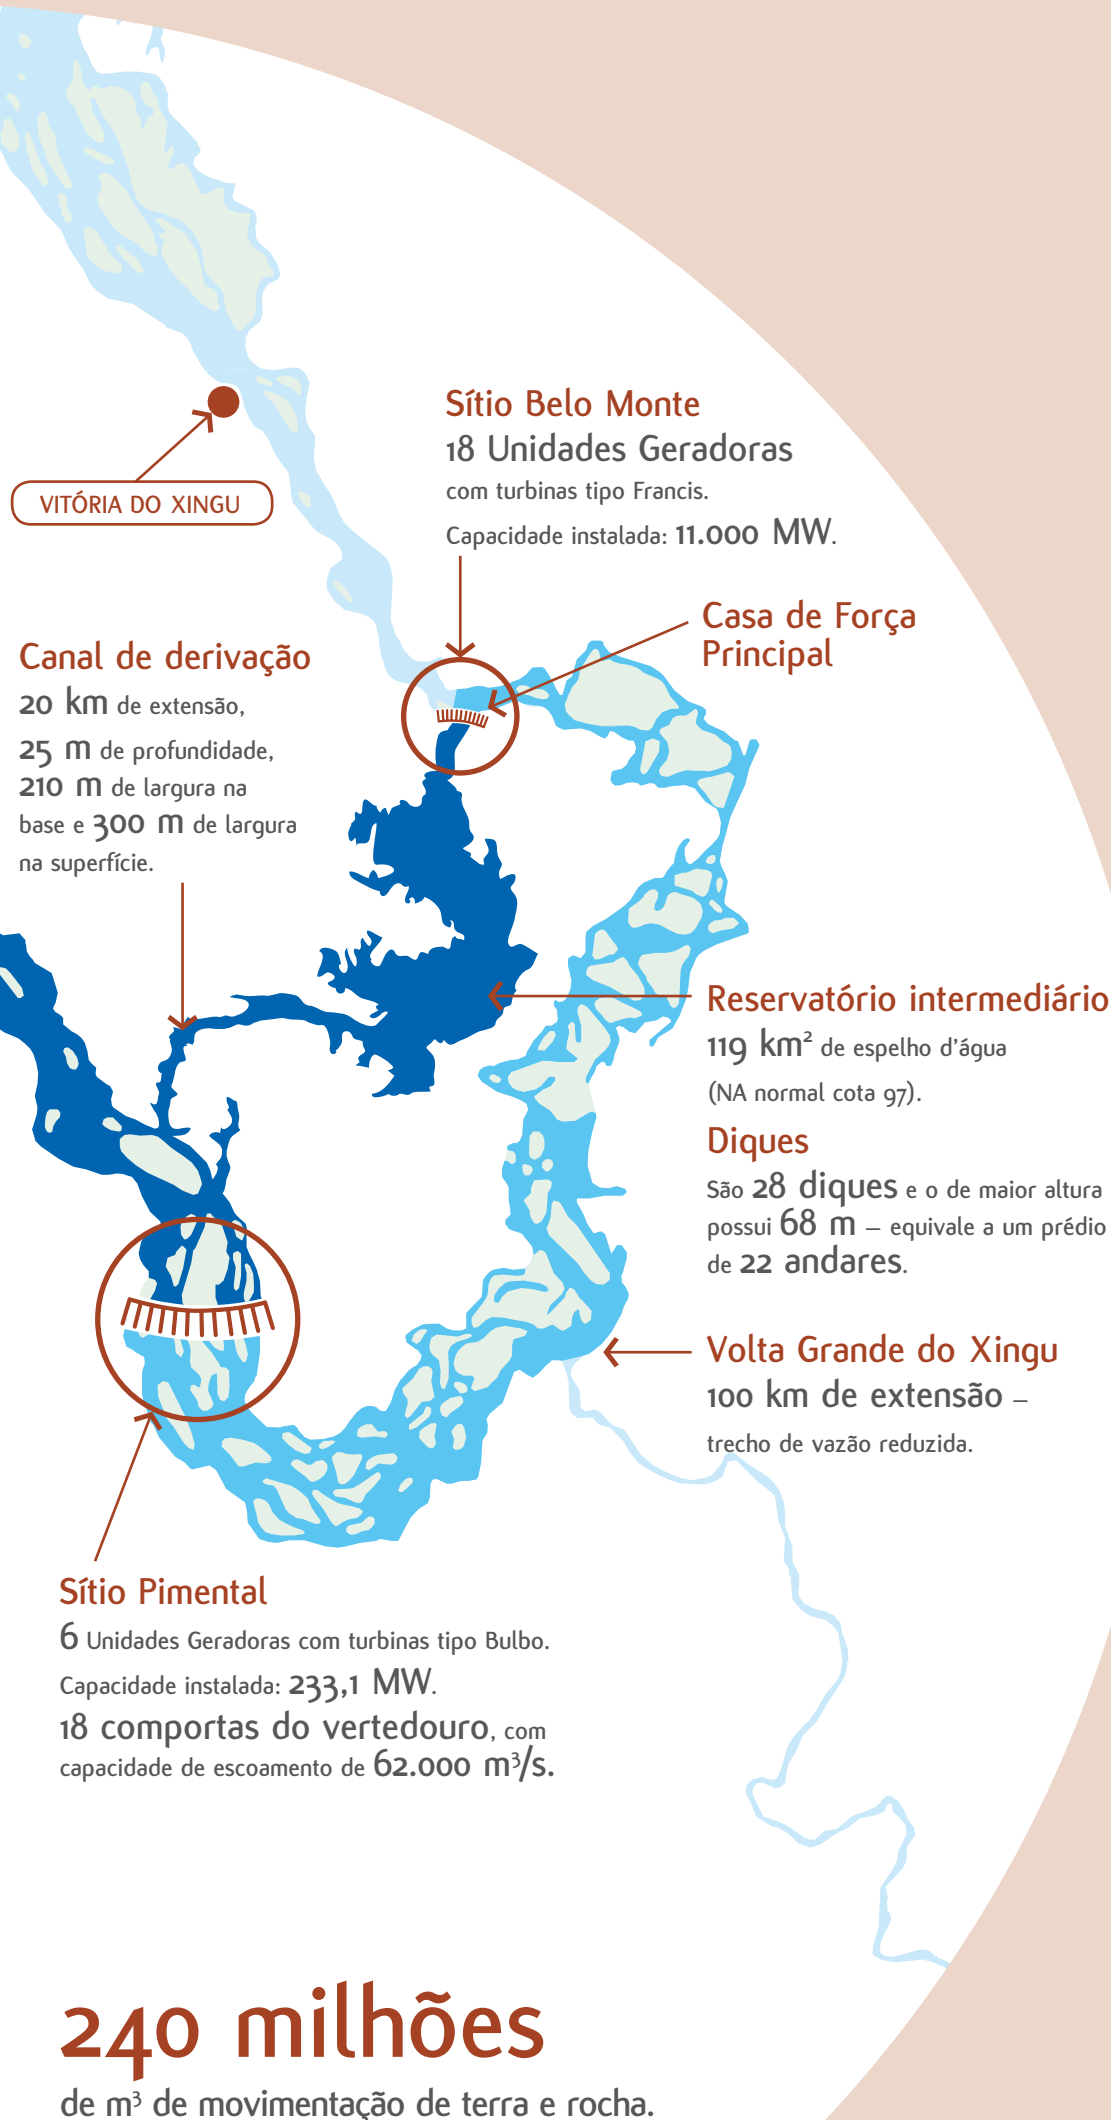 Sítio Belo Monte
18 Unidades Geradoras
com turbinas tipo Francis.
Capacidade instalada: 11.000 MW.
VITÓRIA DO XINGU
Casa de Força
Principal
Canal de derivação
20 km de extensão,
25 m de profundidade,
210 m de largura na
base e 300 m de largura
na superfície.
Reservatório intermediário
119 km² de espelho d'água
(NA normal cota 97).
Diques
São 28 diques e o de maior altura
possui 68 m – equivale a um prédio
de 22 andares.
Volta Grande do Xingu
100 km de extensão –
trecho de vazão reduzida.
Sítio Pimental
6 Unidades Geradoras com turbinas tipo Bulbo.
Capacidade instalada: 233,1 MW.
18 comportas do vertedouro, com
capacidade de escoamento de 62.000 m³/s.
240 milhões
de m³ de movimentação de terra e rocha.